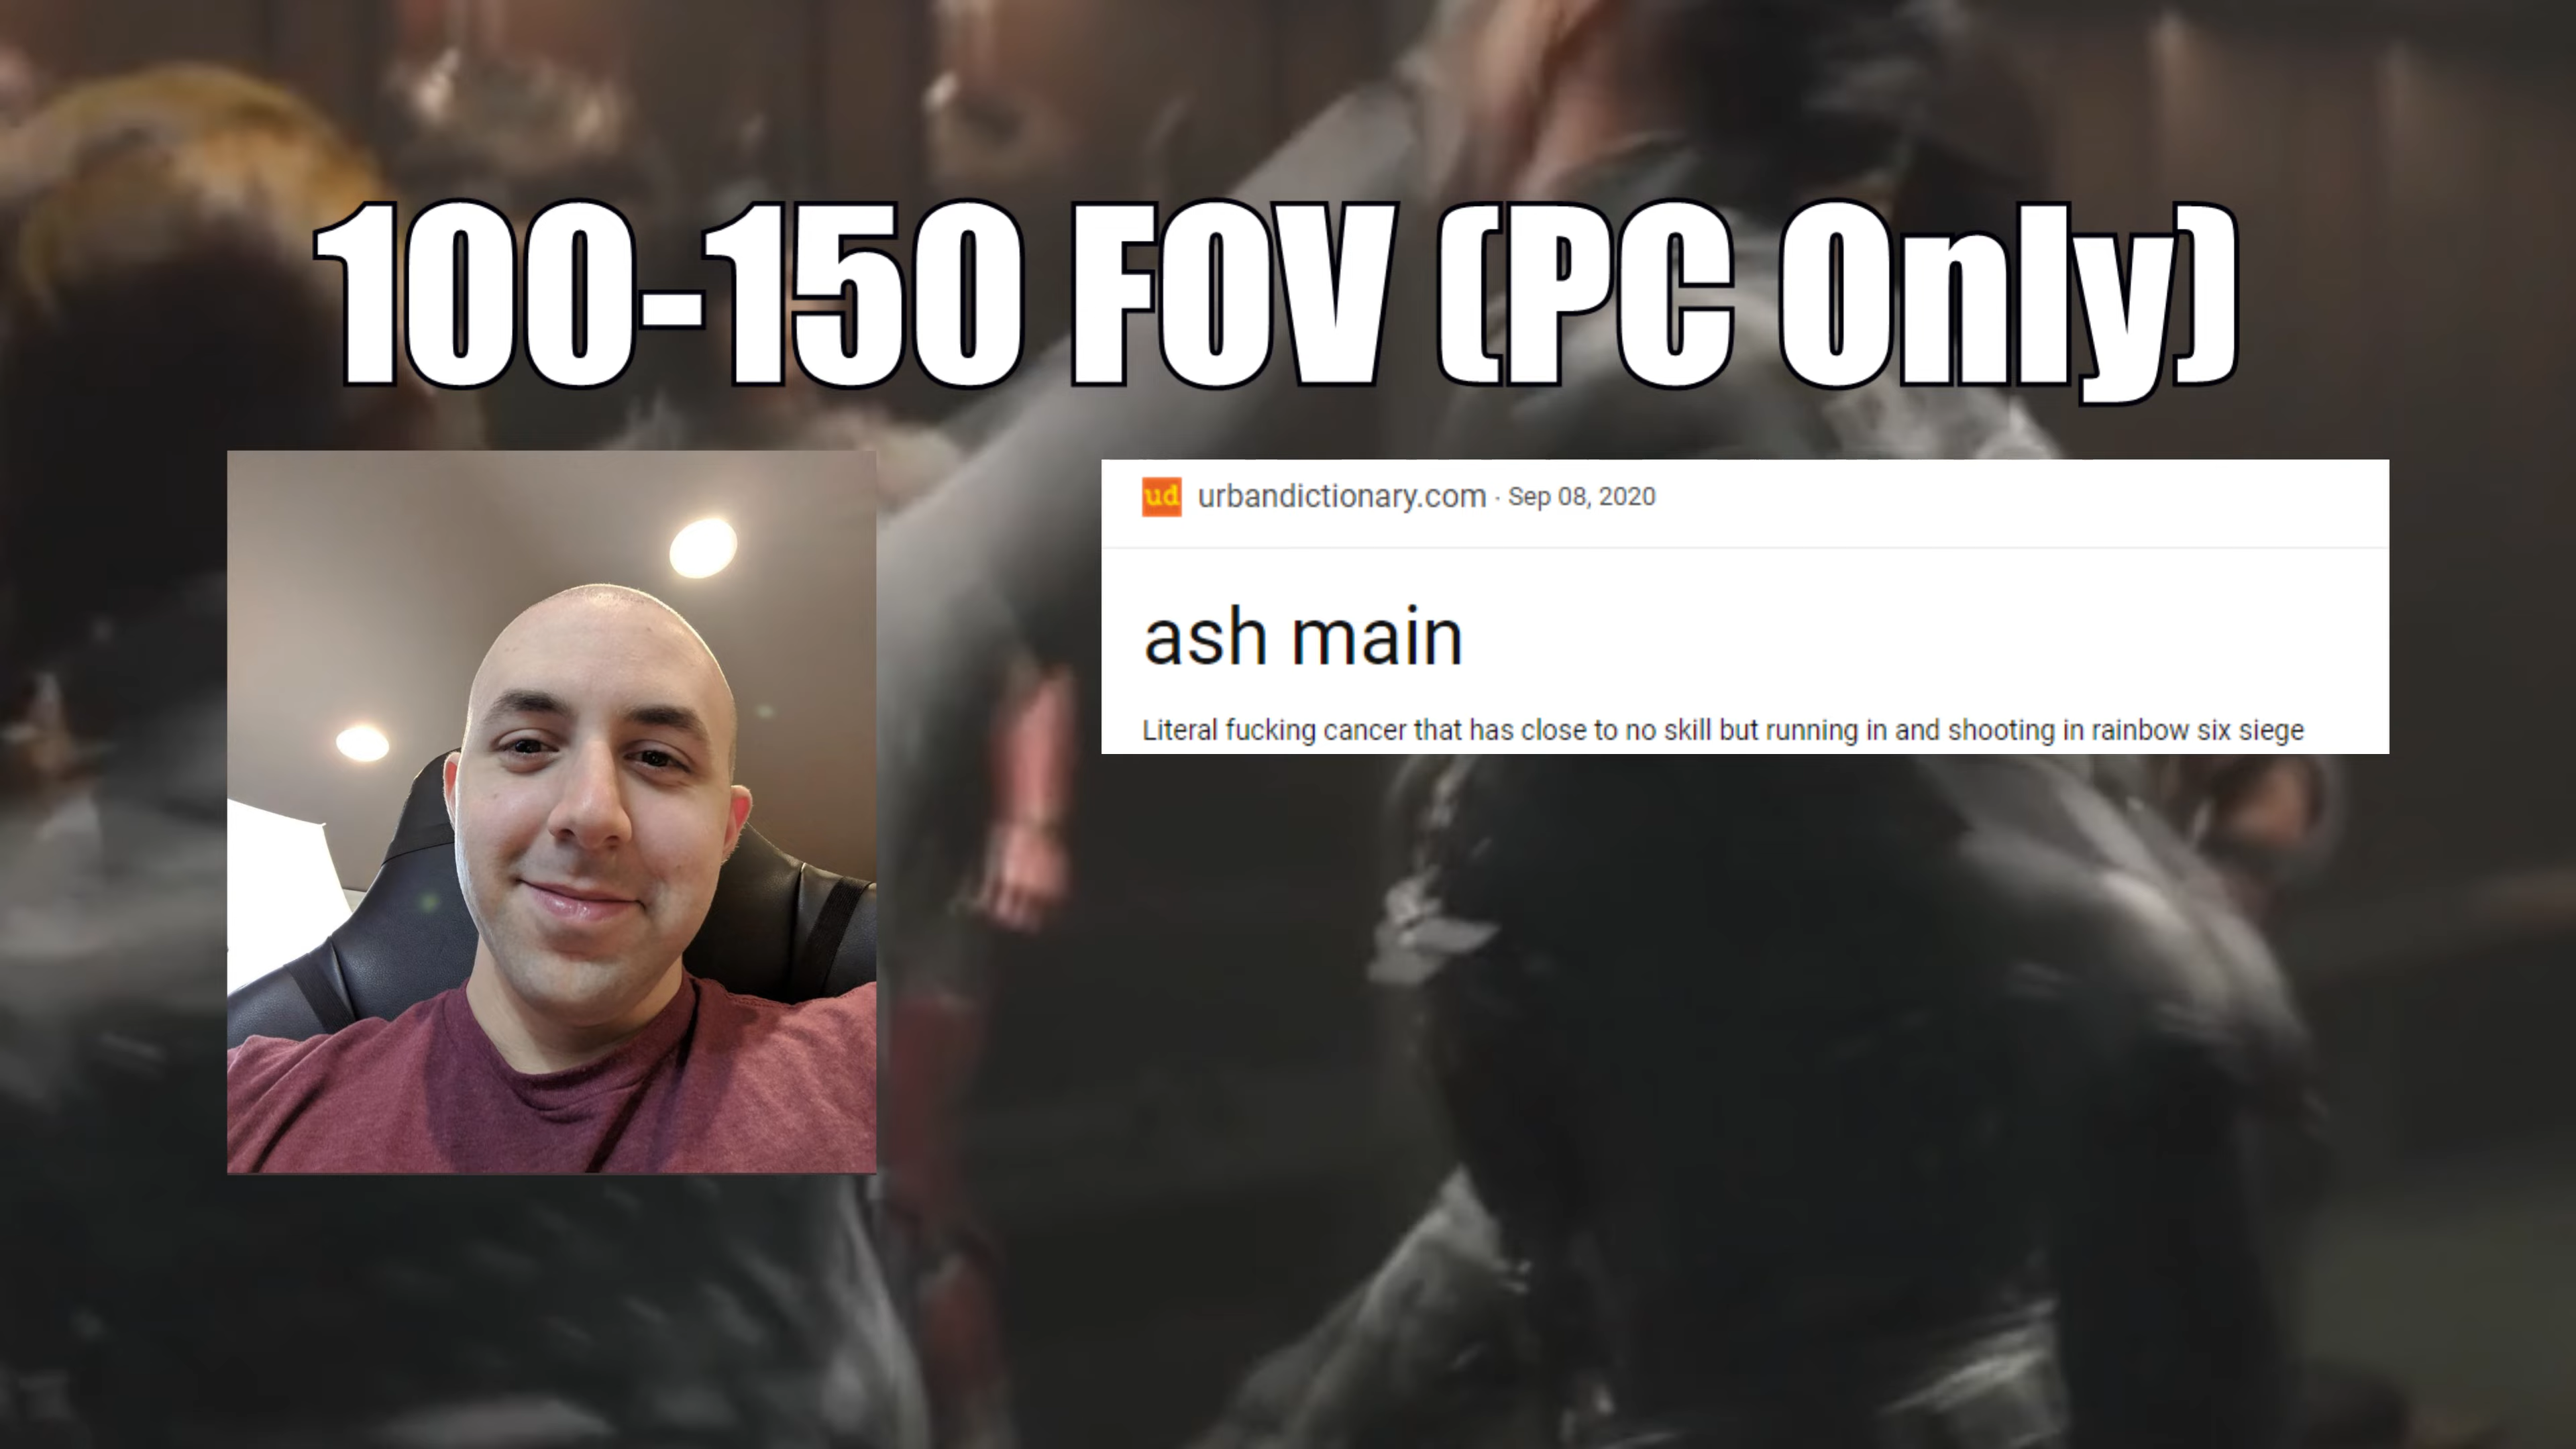 100-150 FOV (PC Only)
ud urbandictionary.com · Sep 08, 2020
ash main
Literal fucking cancer that has close to no skill but running in and shooting in rainbow six siege